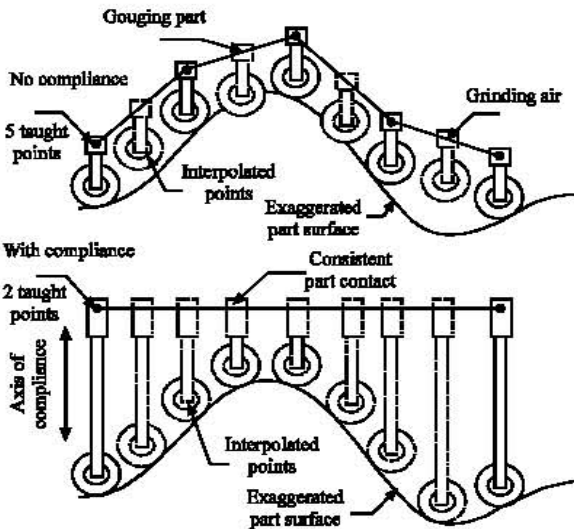 Gouging part
No compliance
5 taught
points
Grinding air
Interpolated
points
Exaggerated
part surface
With compliance
2 taught
points
Consistent
part contact
Axis of
compliance
Interpolated
points
Exaggerated
part surface